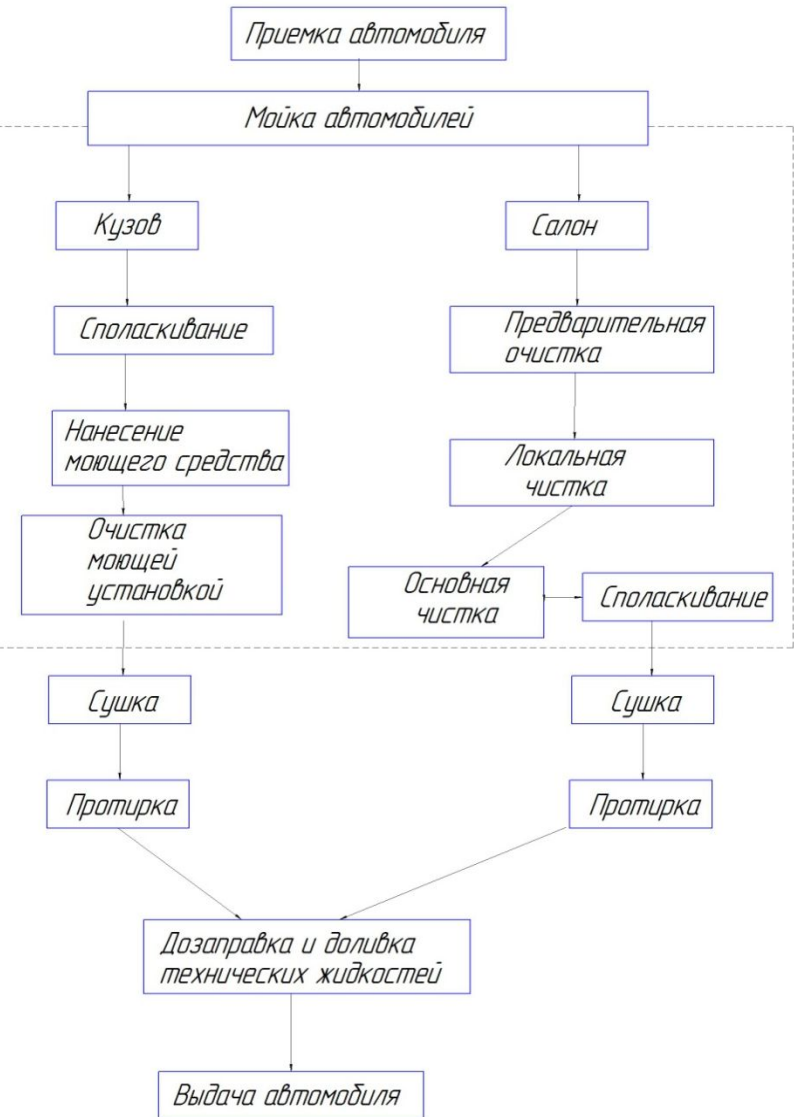 Приемка автомобиля
Мойка автомобилей
Кузов
Салон
Споласкивание
Предварительная
очистка
Нанесение
моющего средства
Локальная
чистка
Очистка
моющей
установкой
Основная
чистка
Споласкивание
Сушка
Сушка
Протирка
Протирка
Дозаправка и доливка
технических жидкостей
Выдача автомобиля